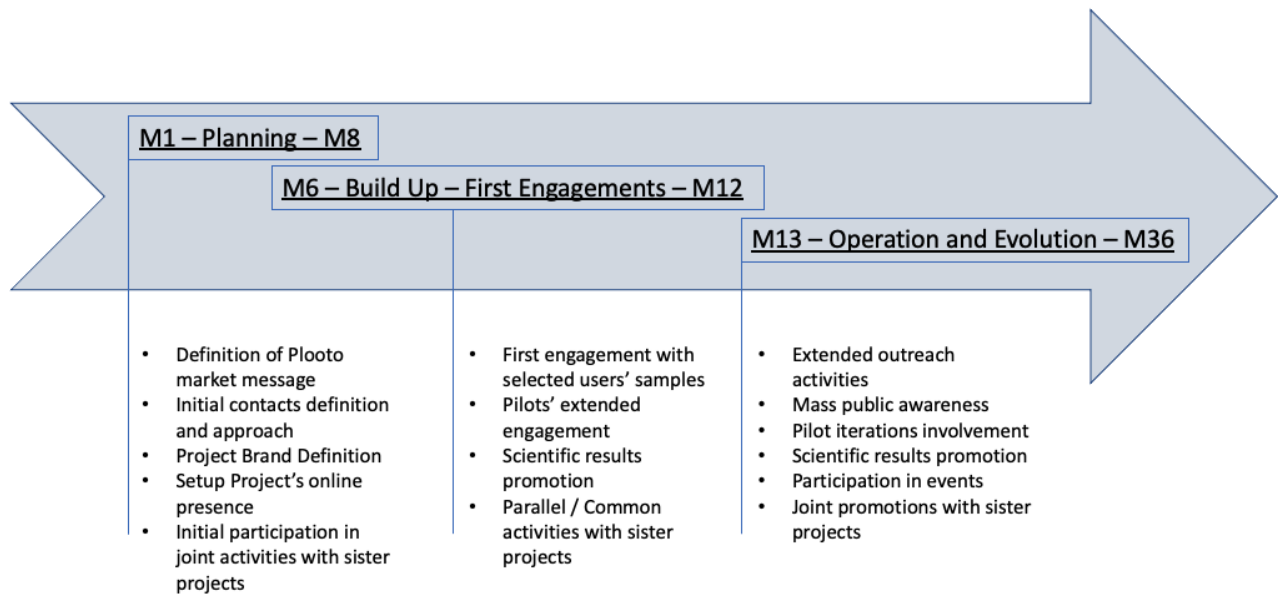 M1 – Planning – M8
M6 – Build Up – First Engagements – M12
M13 – Operation and Evolution – M36
• Definition of Plooto
market message
• Initial contacts definition
and approach
• Project Brand Definition
• Setup Project's online
presence
• Initial participation in
joint activities with sister
projects
• First engagement with
selected users' samples
• Pilots' extended
engagement
• Scientific results
promotion
• Parallel / Common
activities with sister
projects
• Extended outreach
activities
• Mass public awareness
• Pilot iterations involvement
• Scientific results promotion
• Participation in events
• Joint promotions with sister
projects